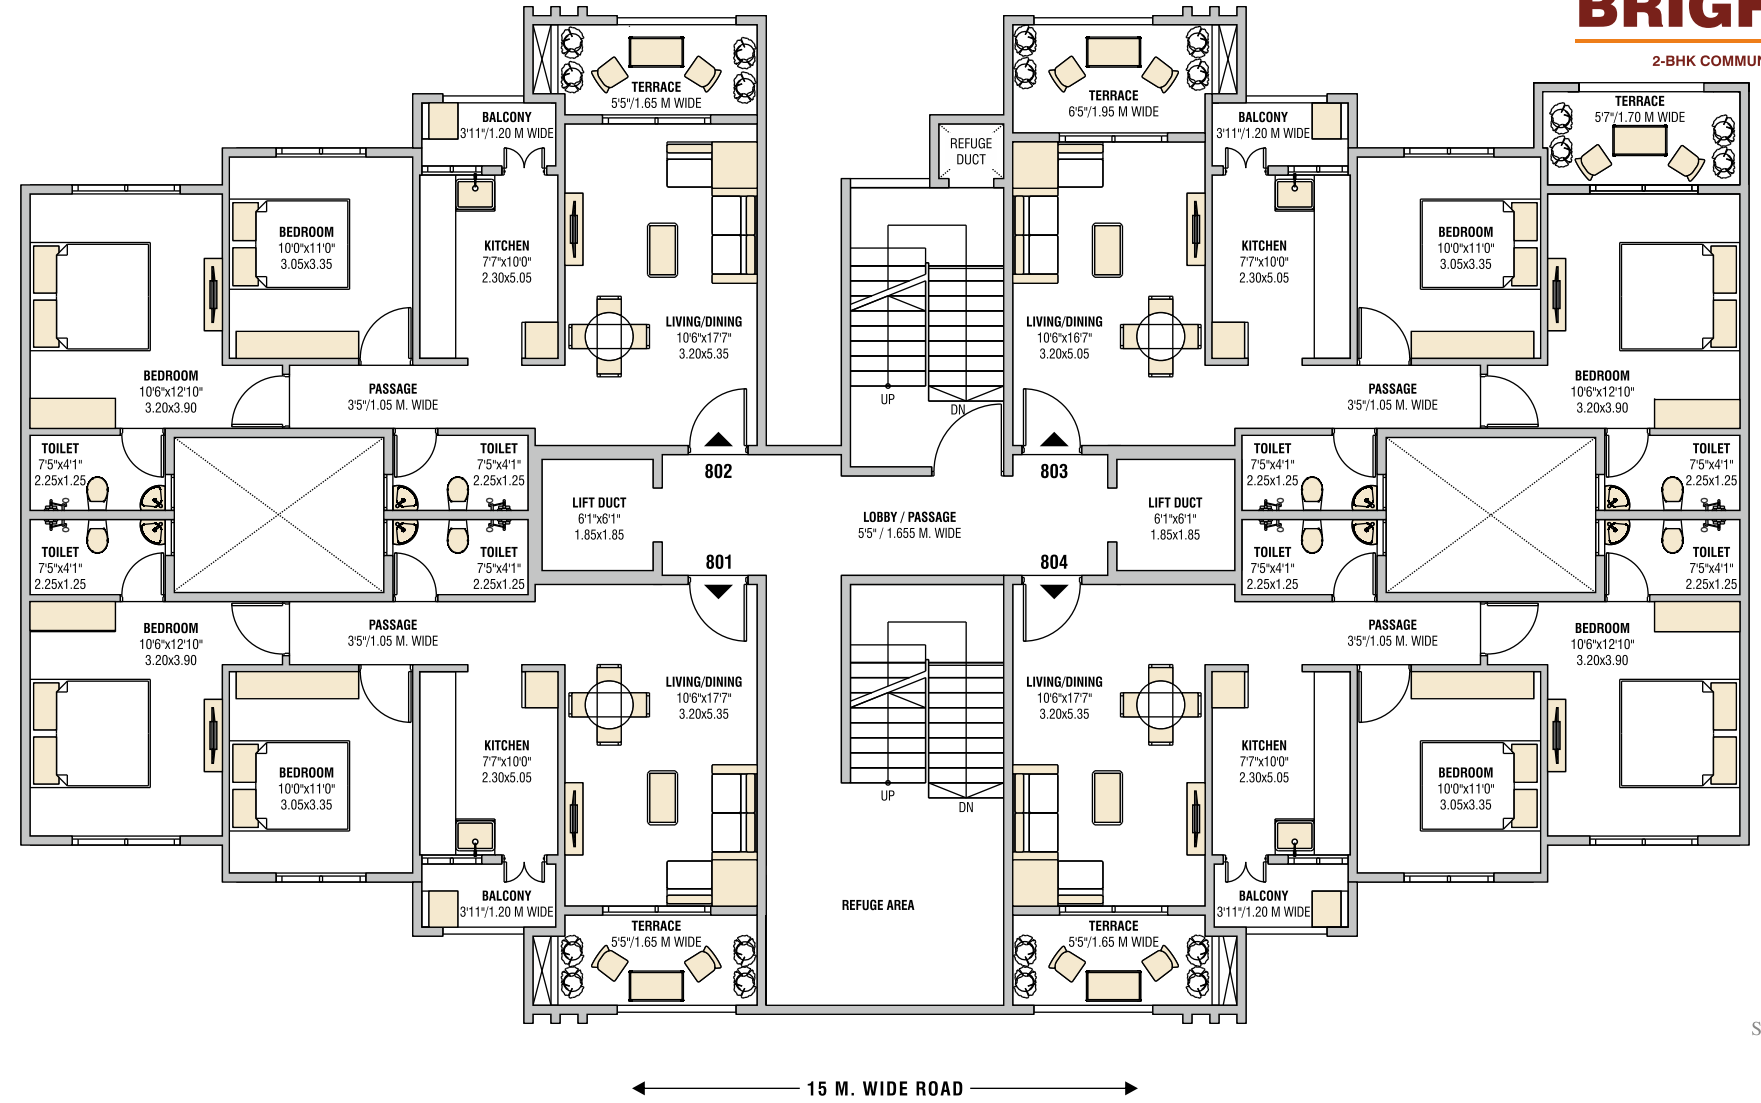 BRIGH
2-BHK COMMUN
TERRACE
5'5"/1.65 M WIDE
TERRACE
6'5"/1.95 M WIDE
TERRACE
5'7"/1.70 M WIDE
BALCONY
3'11"/1.20 M WIDE
BALCONY
3'11"/1.20 M WIDE
REFUGE
DUCT
BEDROOM
10'0"x11'0"
3.05x3.35
KITCHEN
7'7"x10'0"
2.30x5.05
KITCHEN
7'7"x10'0"
2.30x5.05
BEDROOM
10'0"x11'0"
3.05x3.35
LIVING/DINING
10'6"x17'7"
3.20x5.35
LIVING/DINING
10'6"x16'7"
3.20x5.05
BEDROOM
10'6"x12'10"
3.20x3.90
PASSAGE
3'5"/1.05 M. WIDE
UP
DN
PASSAGE
3'5"/1.05 M. WIDE
BEDROOM
10'6"x12'10"
3.20x3.90
TOILET
7'5"x4'1"
2.25x1.25
TOILET
7'5"x4'1"
2.25x1.25
802
803
TOILET
7'5"x4'1"
2.25x1.25
TOILET
7'5"x4'1"
2.25x1.25
LIFT DUCT
6'1"x6'1"
1.85x1.85
LOBBY / PASSAGE
5'5" / 1.655 M. WIDE
LIFT DUCT
6'1"x6'1"
1.85x1.85
TOILET
7'5"x4'1"
2.25x1.25
TOILET
7'5"x4'1"
2.25x1.25
801
804
TOILET
7'5"x4'1"
2.25x1.25
TOILET
7'5"x4'1"
2.25x1.25
BEDROOM
10'6"x12'10"
3.20x3.90
PASSAGE
3'5"/1.05 M. WIDE
PASSAGE
3'5"/1.05 M. WIDE
BEDROOM
10'6"x12'10"
3.20x3.90
LIVING/DINING
10'6"x17'7"
3.20x5.35
LIVING/DINING
10'6"x17'7"
3.20x5.35
BEDROOM
10'0"x11'0"
3.05x3.35
KITCHEN
7'7"x10'0"
2.30x5.05
UP
DN
KITCHEN
7'7"x10'0"
2.30x5.05
BEDROOM
10'0"x11'0"
3.05x3.35
BALCONY
3'11"/1.20 M WIDE
REFUGE AREA
BALCONY
3'11"/1.20 M WIDE
TERRACE
5'5"/1.65 M WIDE
TERRACE
5'5"/1.65 M WIDE
S
15 M. WIDE ROAD